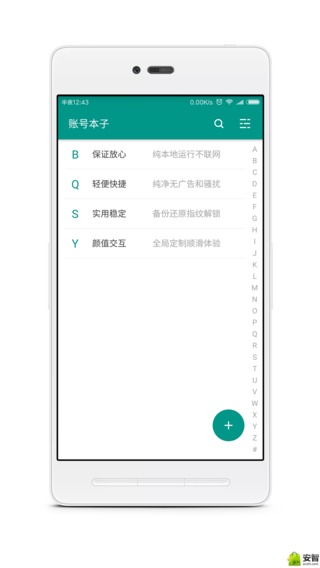 半夜12:43
0.00K/s
账号本子
B 保证放心 纯本地运行不联网
Q 轻便快捷 纯净无广告和骚扰
S 实用稳定 备份还原指纹解锁
Y 颜值交互 全局定制顺滑体验
A
B
C
D
E
F
G
H
I
J
K
L
M
N
O
P
Q
R
S
T
U
V
W
X
Y
Z
#
安智
anzhi.com